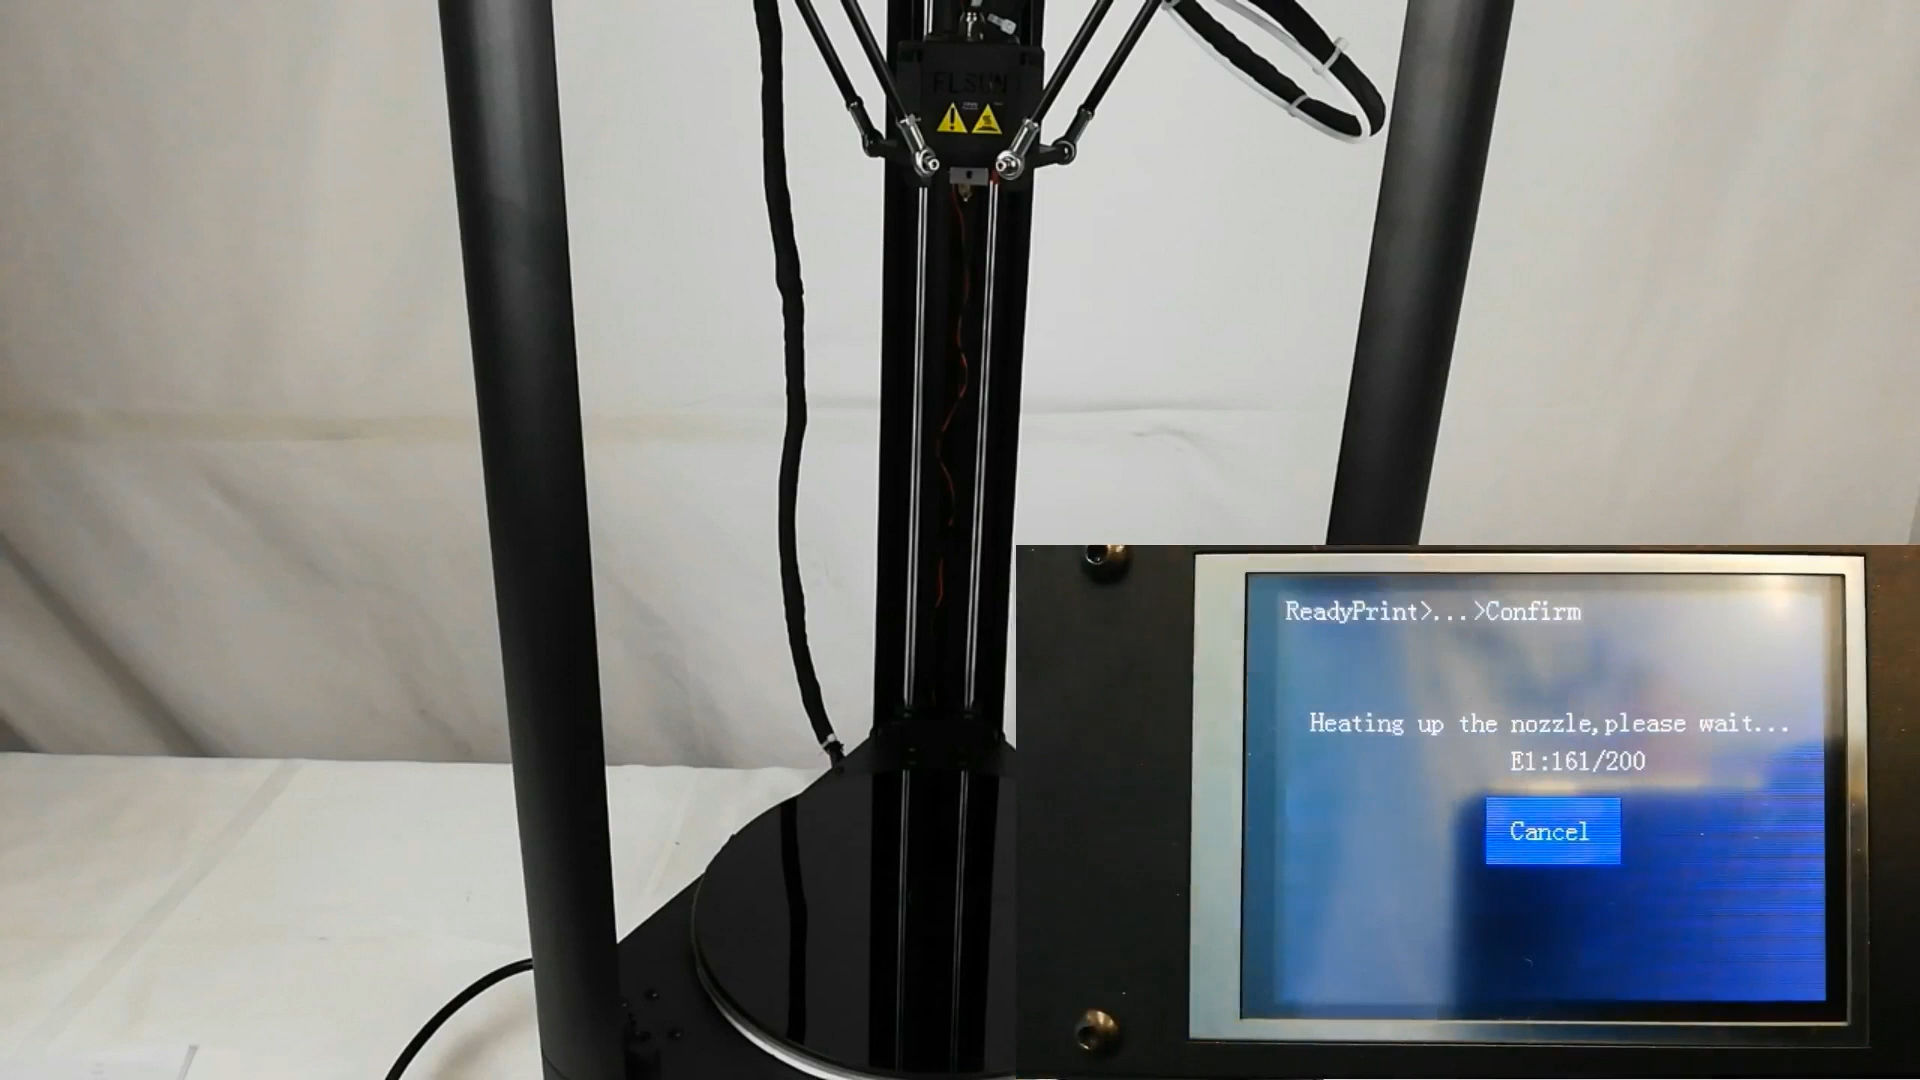 FLSUN
ReadyPrint>...>Confirm
Heating up the nozzle,please wait...
E1:161/200
Cancel